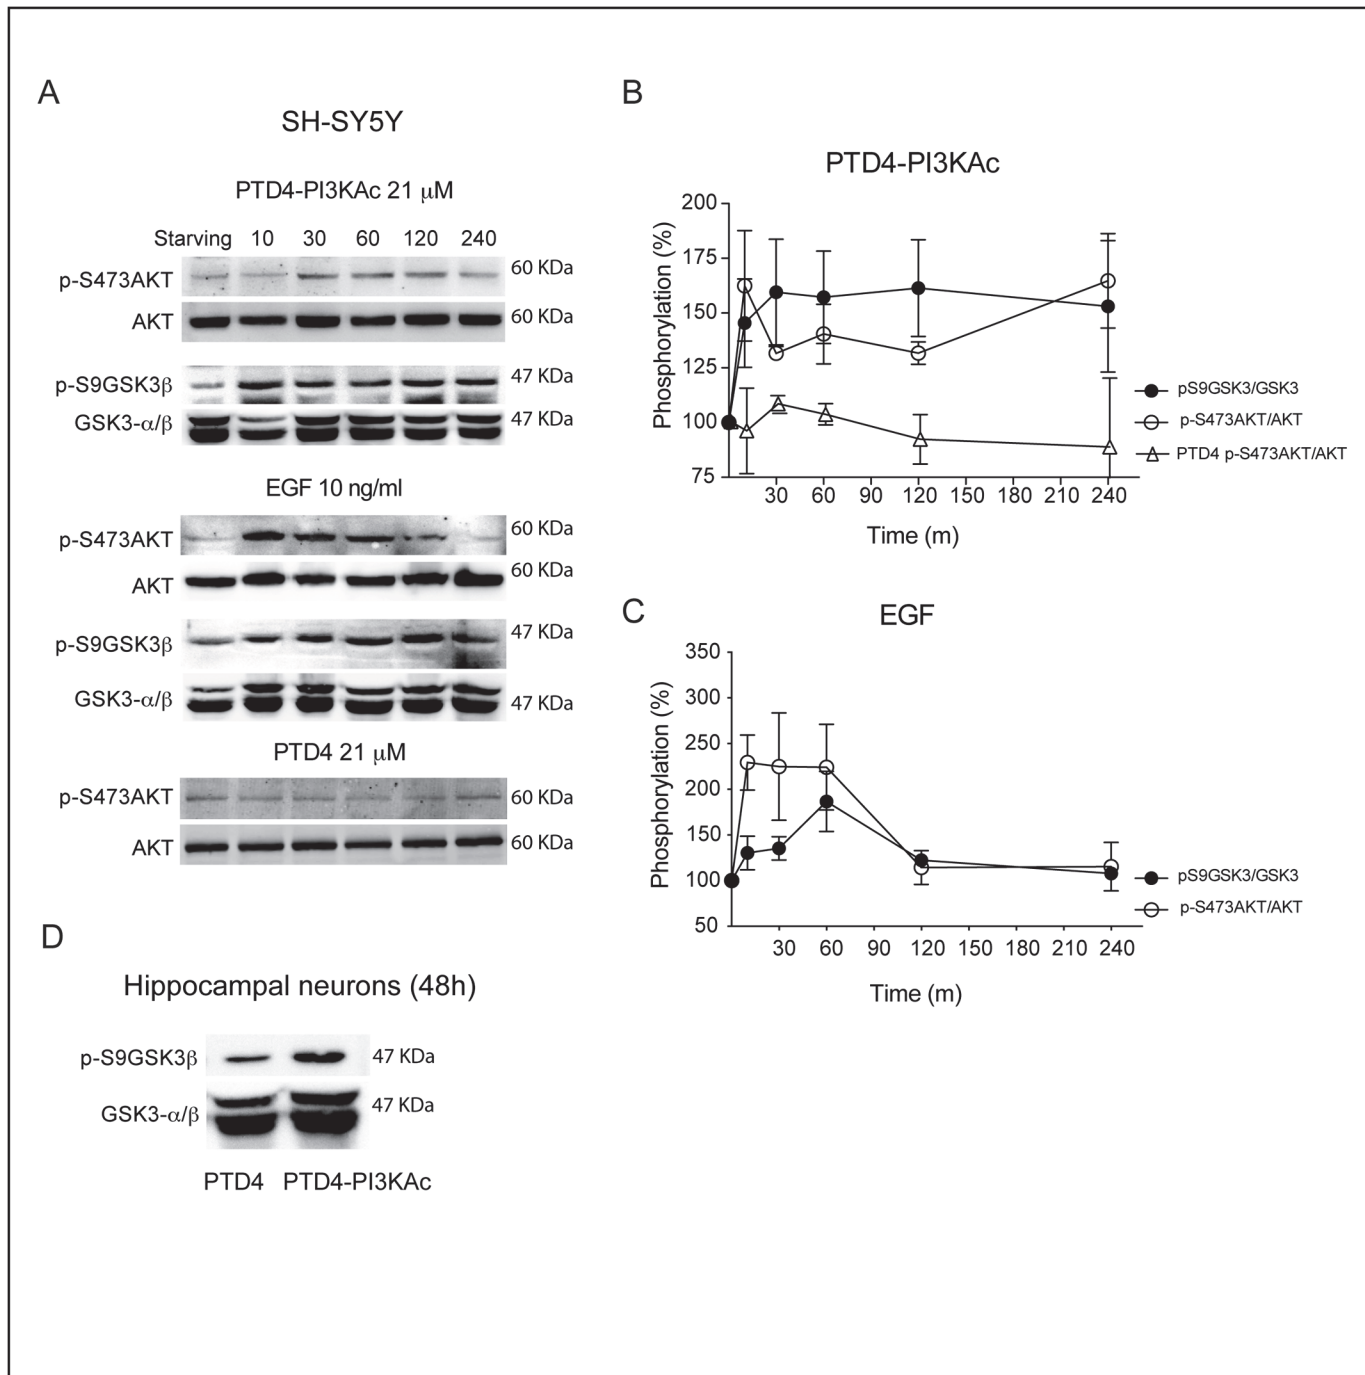 A
SH-SY5Y
PTD4-PI3KAc 21 μM
Starving 10 30 60 120 240
p-S473AKT 60 KDa
AKT 60 KDa
p-S9GSK3β 47 KDa
GSK3-α/β 47 KDa
EGF 10 ng/ml
p-S473AKT 60 KDa
AKT 60 KDa
p-S9GSK3β 47 KDa
GSK3-α/β 47 KDa
PTD4 21 μM
p-S473AKT 60 KDa
AKT 60 KDa
B
PTD4-PI3KAc
Phosphorylation (%)
200
175
150
125
100
75
30 60 90 120 150 180 210 240
Time (m)
pS9GSK3/GSK3
p-S473AKT/AKT
PTD4 p-S473AKT/AKT
C
EGF
Phosphorylation (%)
350
300
250
200
150
100
50
30 60 90 120 150 180 210 240
Time (m)
pS9GSK3/GSK3
p-S473AKT/AKT
D
Hippocampal neurons (48h)
p-S9GSK3β 47 KDa
GSK3-α/β 47 KDa
PTD4 PTD4-PI3KAc